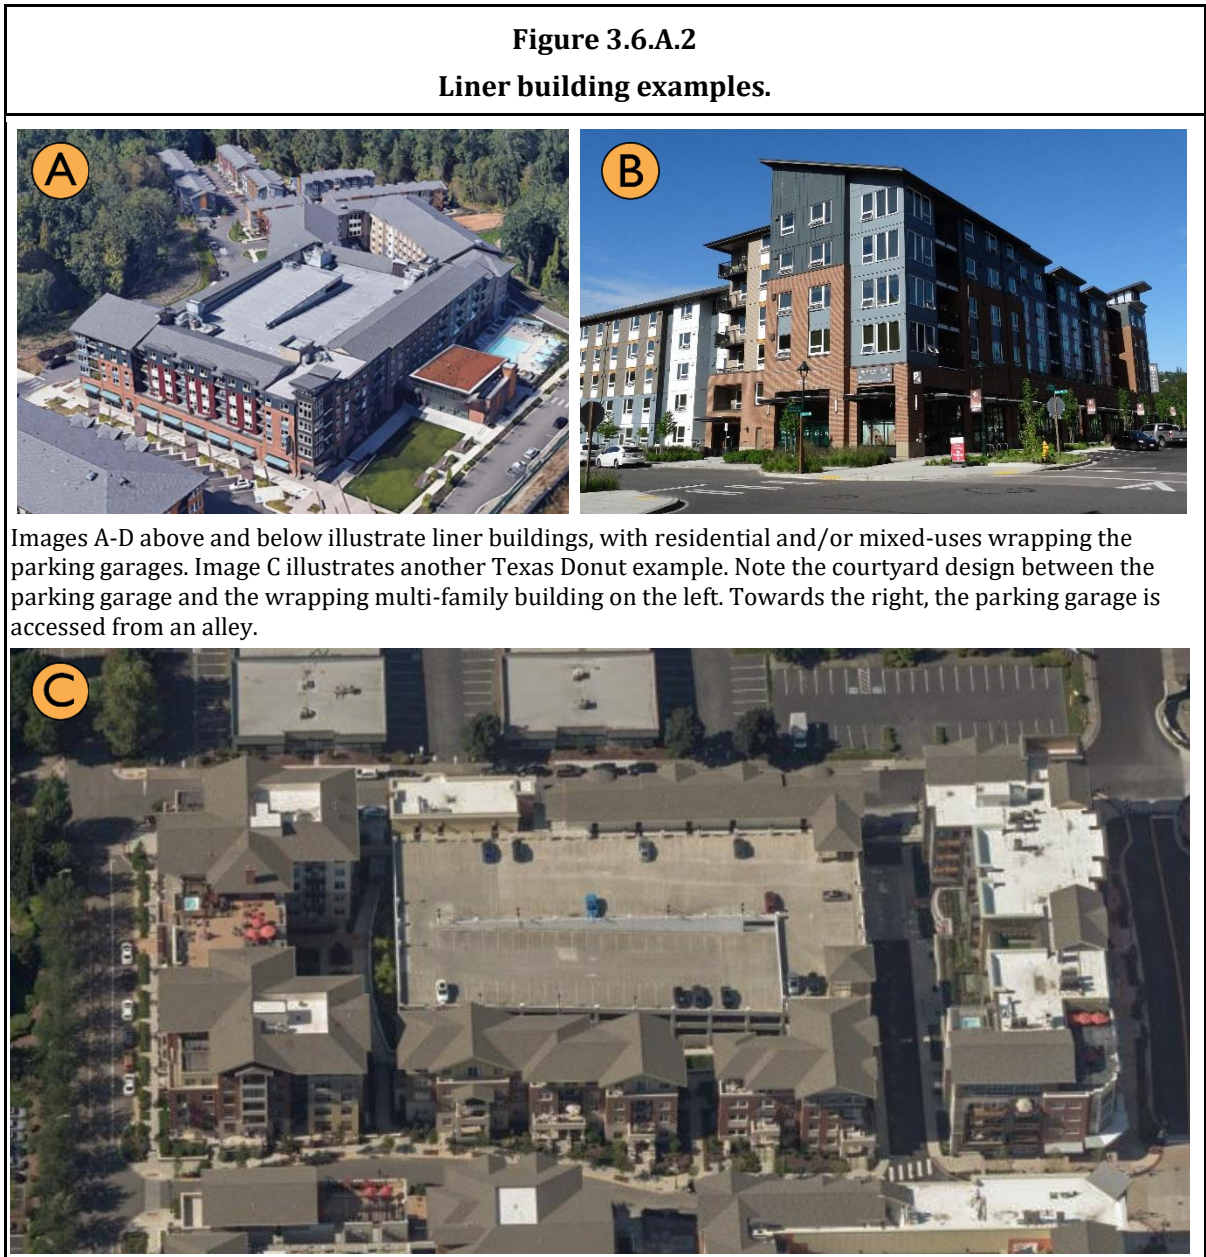 Figure 3.6.A.2
Liner building examples.
A
B
Images A-D above and below illustrate liner buildings, with residential and/or mixed-uses wrapping the
parking garages. Image C illustrates another Texas Donut example. Note the courtyard design between the
parking garage and the wrapping multi-family building on the left. Towards the right, the parking garage is
accessed from an alley.
C